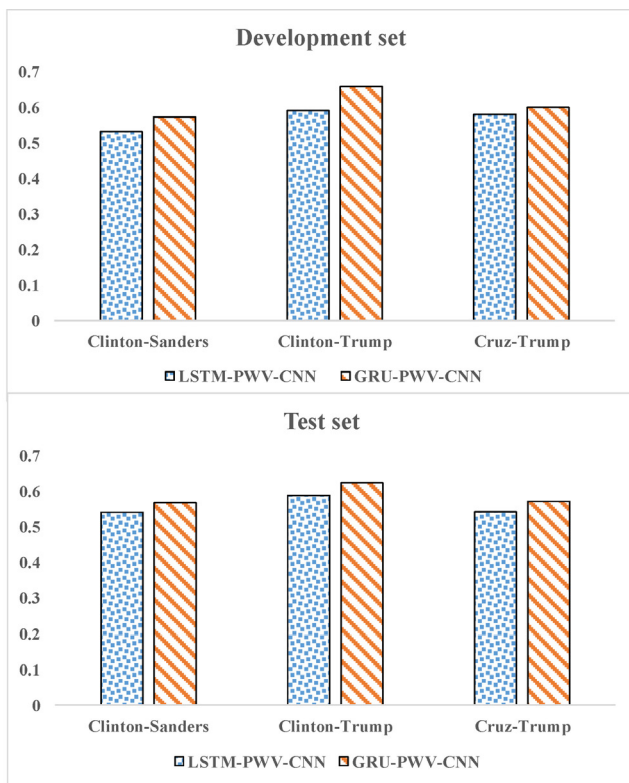 Development set
0.7
0.6
0.5
0.4
0.3
0.2
0.1
0
Clinton-Sanders Clinton-Trump Cruz-Trump
LSTM-PWV-CNN GRU-PWV-CNN
Test set
0.7
0.6
0.5
0.4
0.3
0.2
0.1
0
Clinton-Sanders Clinton-Trump Cruz-Trump
LSTM-PWV-CNN GRU-PWV-CNN